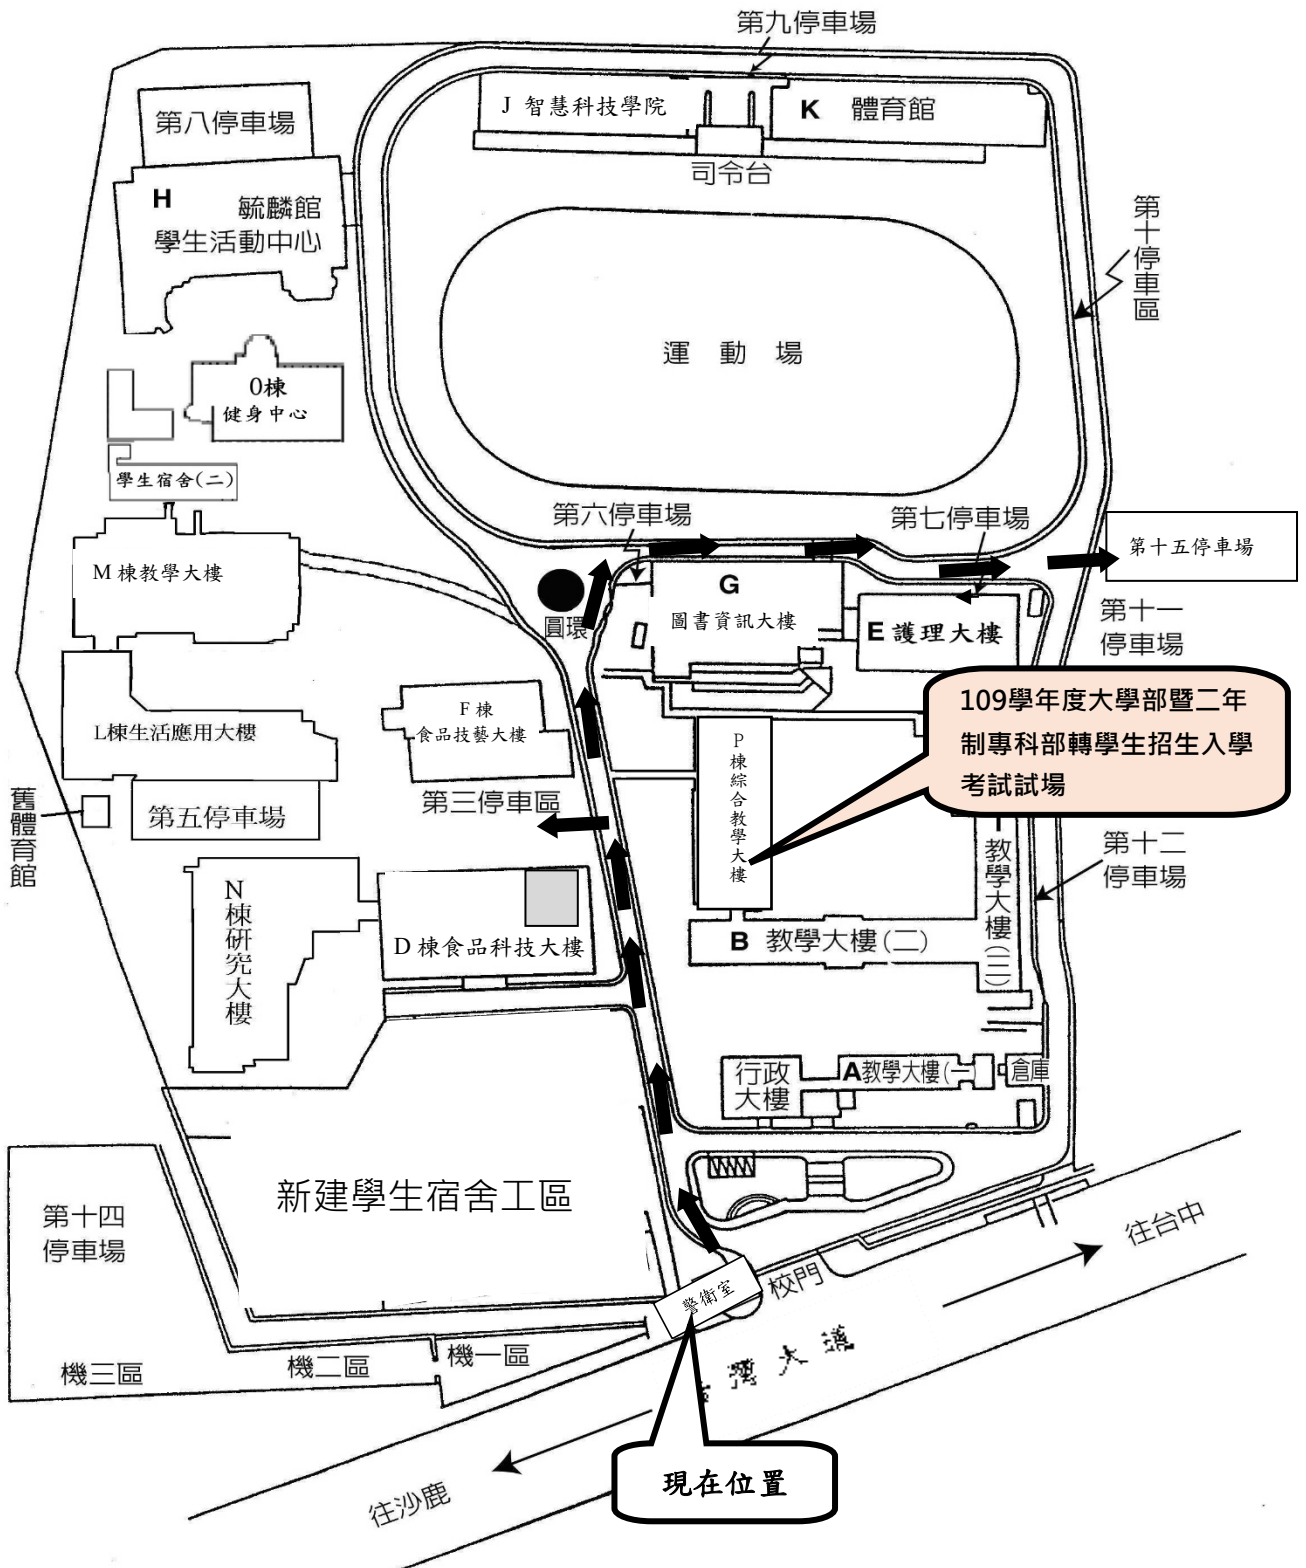 第九停車場
J 智慧科技學院
K 體育館
第八停車場
司令台
H 毓麟館
學生活動中心
第十停車區
運 動 場
O棟
健身中心
學生宿舍(二)
第六停車場
第七停車場
第十五停車場
M 棟教學大樓
G
圖書資訊大樓
圓環
E 護理大樓
第十一
停車場
109學年度大學部暨二年
制專科部轉學生招生入學
考試試場
F 棟
食品技藝大樓
L棟生活應用大樓
P棟綜合教學大樓
第三停車區
舊體育館
第五停車場
教學大樓(三)
第十二
停車場
N棟研究大樓
D 棟食品科技大樓
B 教學大樓(二)
行政
大樓
A教學大樓(一)
倉庫
新建學生宿舍工區
第十四
停車場
往台中
校門
警衛室
灣大道
機一區
機二區
機三區
現在位置
往沙鹿